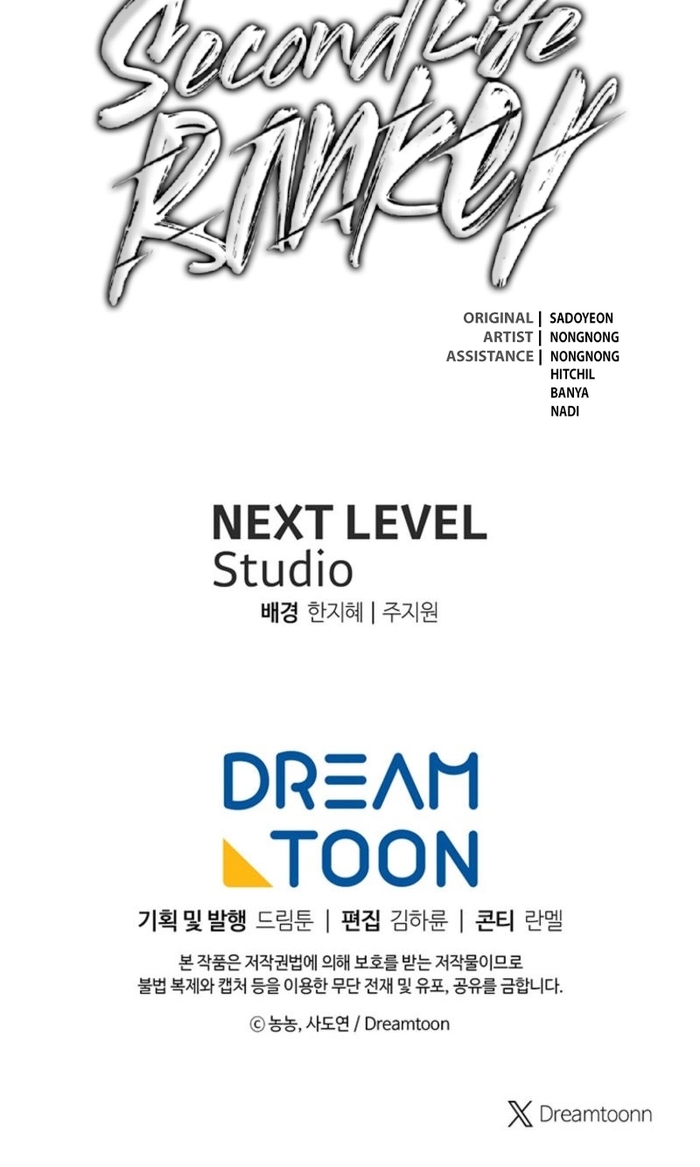 Second Life
Ranker
ORIGINAL | SADOYEON
ARTIST | NONGNONG
ASSISTANCE | NONGNONG
HITCHIL
BANYA
NADI
NEXT LEVEL
Studio
배경 한지혜 | 주지원
DREAM
TOON
기획 및 발행 드림툰 | 편집 김하륜 | 콘티 란멜
본 작품은 저작권법에 의해 보호를 받는 저작물이므로
불법 복제와 캡처 등을 이용한 무단 전재 및 유포, 공유를 금합니다.
ⓒ 농농, 사도연 / Dreamtoon
X Dreamtoonn